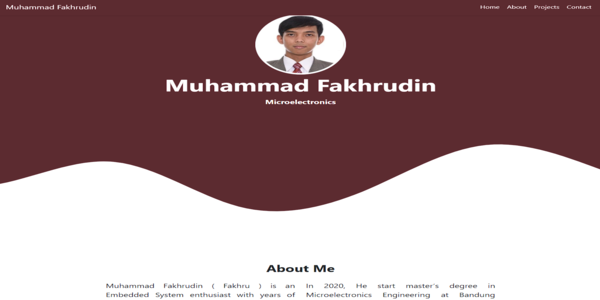 Muhammad Fakhrudin
Home About Projects Contact
Muhammad Fakhrudin
Microelectronics
About Me
Muhammad Fakhrudin ( Fakhru ) is an
Embedded System enthusiast with years of
In 2020, He start master's degree in
Microelectronics Engineering at Bandung